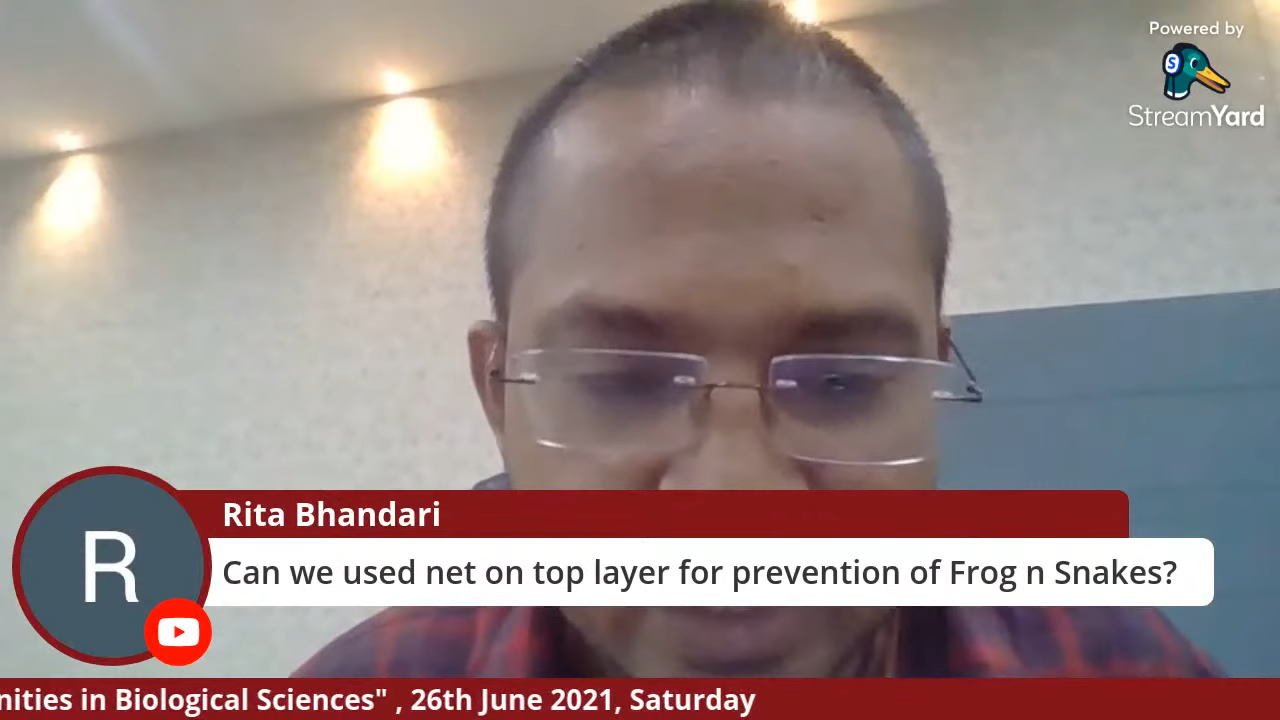 Powered by
S
StreamYard
Rita Bhandari
R
Can we used net on top layer for prevention of Frog n Snakes?
nities in Biological Sciences" , 26th June 2021, Saturday